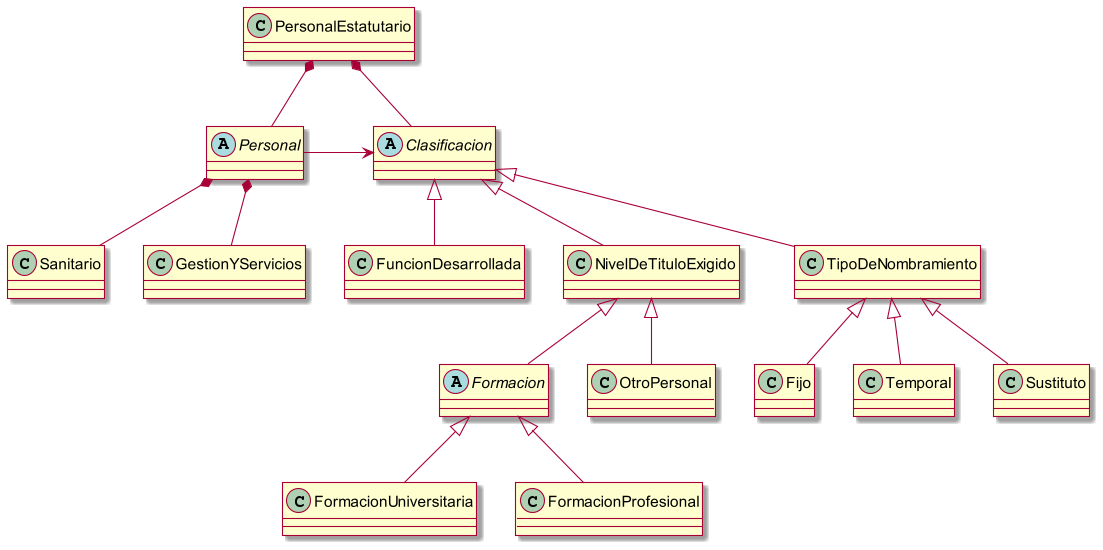 C PersonalEstatutario
A Personal
A Clasificacion
C Sanitario
C GestionYServicios
C FuncionDesarrollada
C NivelDeTituloExigido
C TipoDeNombramiento
A Formacion
C OtroPersonal
C Fijo
C Temporal
C Sustituto
C FormacionUniversitaria
C FormacionProfesional